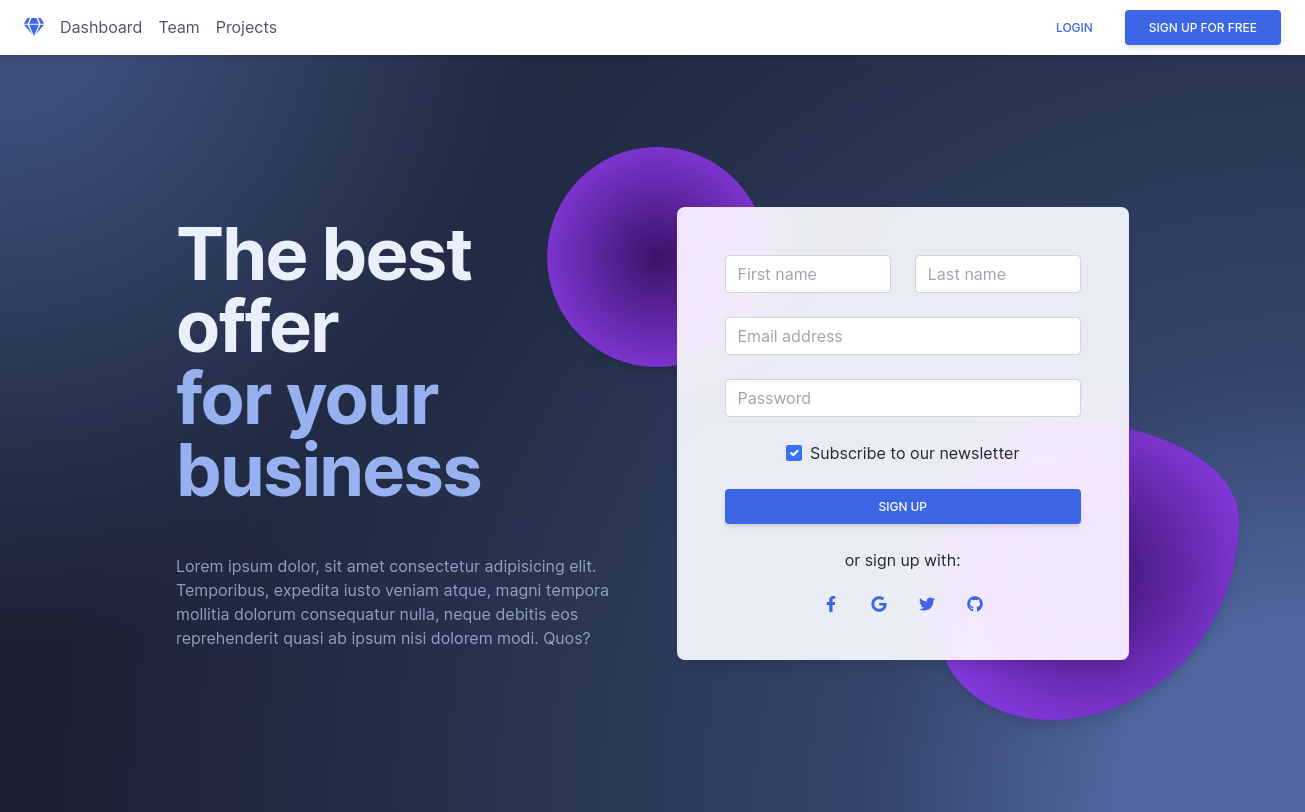 Dashboard Team Projects LOGIN SIGN UP FOR FREE
The best
offer
for your
business
Lorem ipsum dolor, sit amet consectetur adipisicing elit.
Temporibus, expedita iusto veniam atque, magni tempora
mollitia dolorum consequatur nulla, neque debitis eos
reprehenderit quasi ab ipsum nisi dolorem modi. Quos?
First name Last name
Email address
Password
Subscribe to our newsletter
SIGN UP
or sign up with: